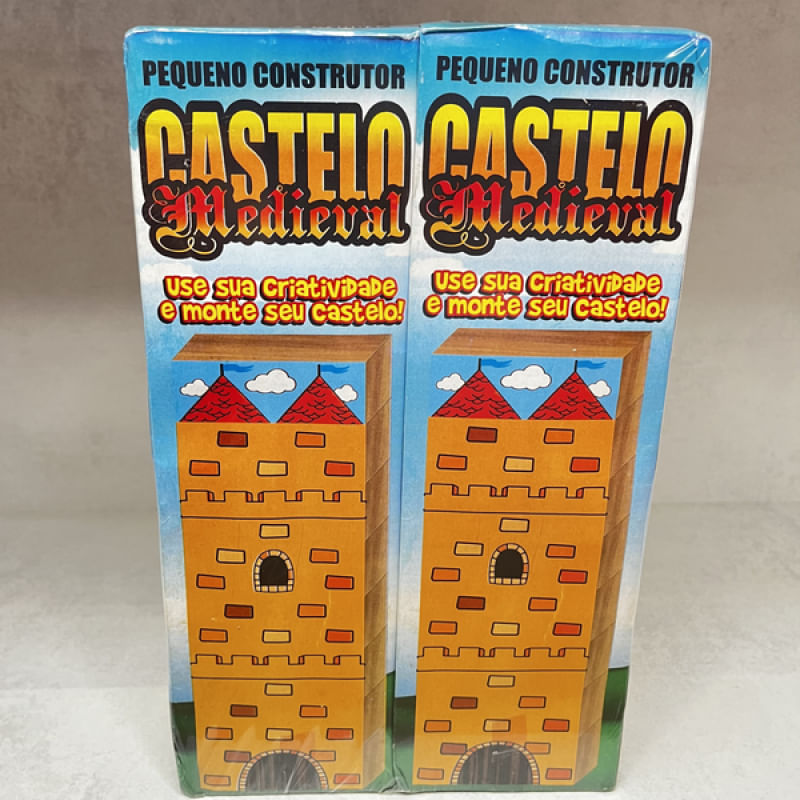 PEQUENO CONSTRUTOR
CASTELO
Medieval
Use sua criatividade
e monte seu castelo!
PEQUENO CONSTRUTOR
CASTELO
Medieval
Use sua criatividade
e monte seu castelo!